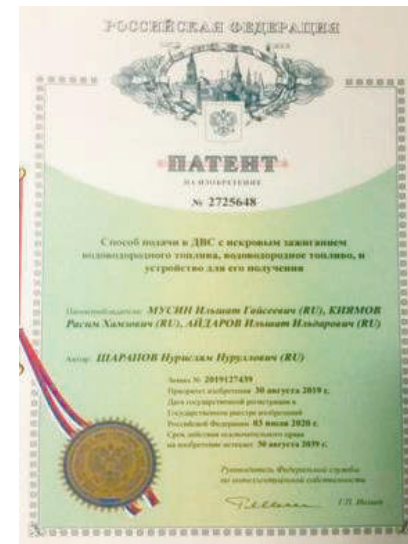 РОССИЙСКАЯ ФЕДЕРАЦИЯ
ПАТЕНТ
НА ИЗОБРЕТЕНИЕ
№ 2725648
Способ подачи в ДВС с искровым зажиганием
водоводородного топлива, водоводородное топливо, и
устройство для его получения
Патентообладатели: МУСИН Ильшат Гайсеевич (RU), КИЯМОВ
Расим Хамзович (RU), АЙДАРОВ Ильшат Ильдарович (RU)
Автор: ШАРАПОВ Нурислям Нуруллович (RU)
Заявка № 2019127439
Приоритет изобретения 30 августа 2019 г.
Дата государственной регистрации в
Государственном реестре изобретений
Российской Федерации 03 июля 2020 г.
Срок действия исключительного права
на изобретение истекает 30 августа 2039 г.
Руководитель Федеральной службы
по интеллектуальной собственности
Г.П. Ивлиев